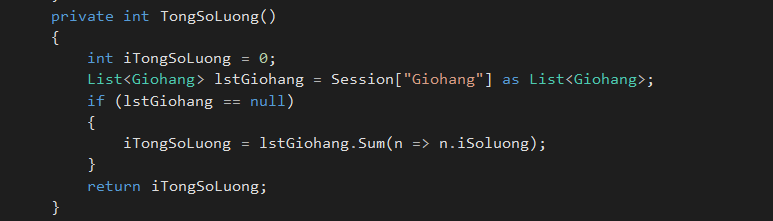 private int TongSoLuong()
{
int iTongSoLuong = 0;
List<Giohang> lstGiohang = Session["Giohang"] as List<Giohang>;
if (lstGiohang == null)
{
iTongSoLuong = lstGiohang.Sum(n => n.iSoluong);
}
return iTongSoLuong;
}